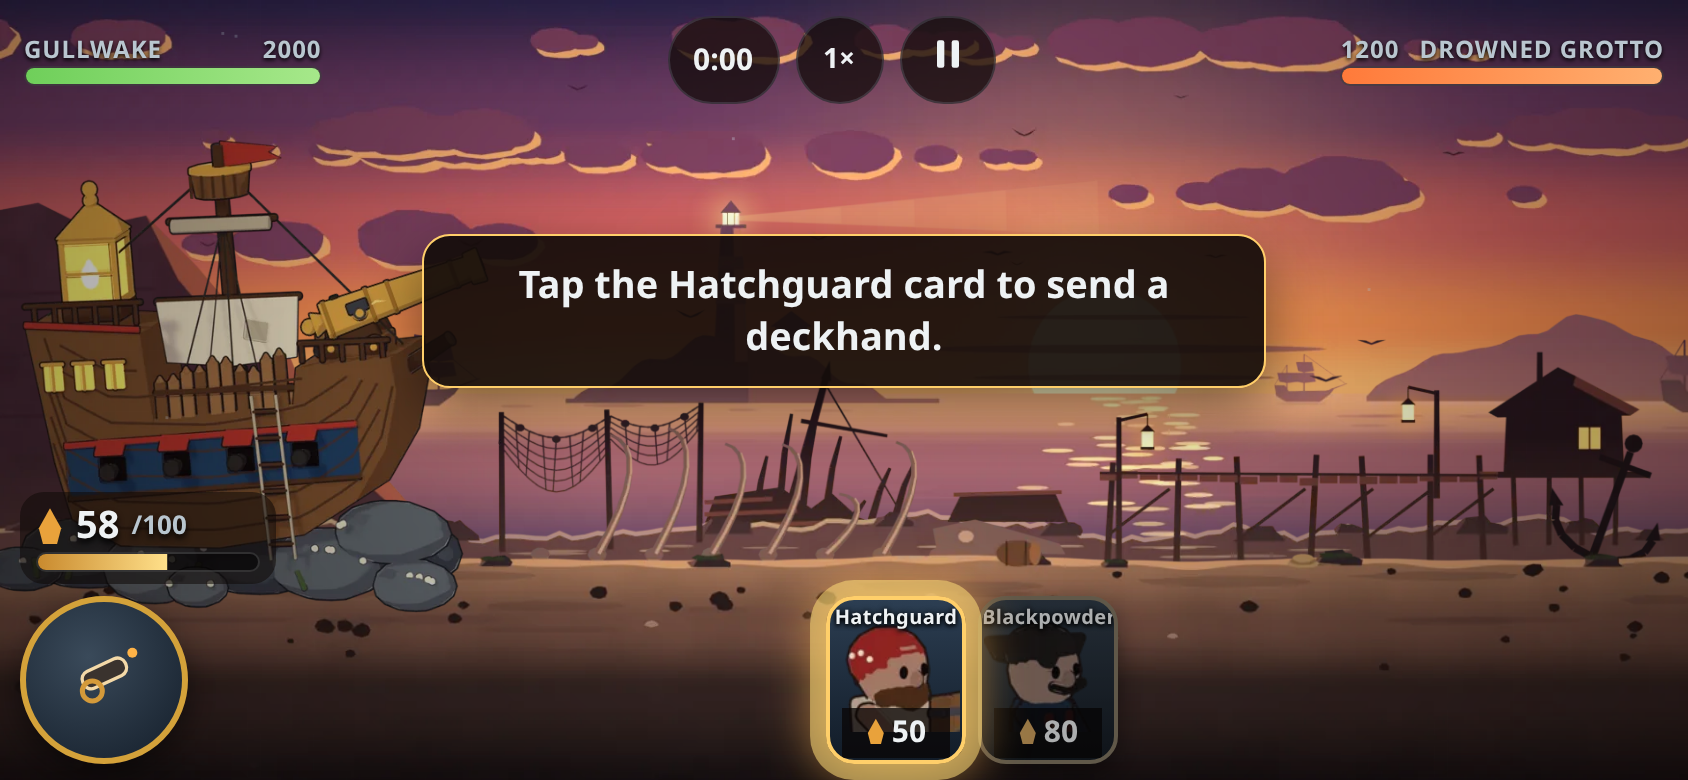 GULLWAKE 2000
0:00
1×
1200 DROWNED GROTTO
Tap the Hatchguard card to send a
deckhand.
58 /100
Hatchguard
50
Blackpowder
80